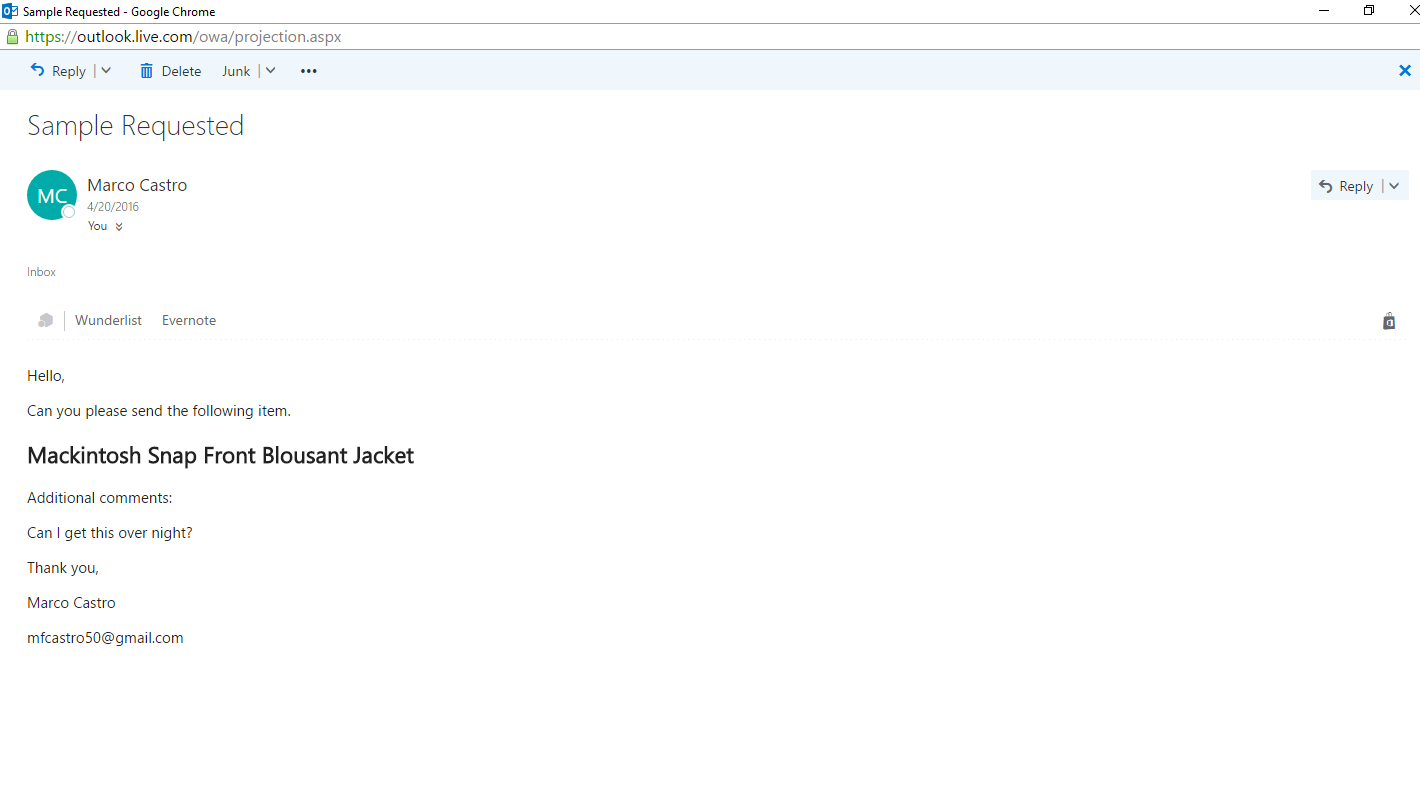 Sample Requested - Google Chrome
https://outlook.live.com/owa/projection.aspx
Reply Delete Junk
Sample Requested
MC
Marco Castro
4/20/2016
You
Reply
Inbox
Wunderlist Evernote
Hello,
Can you please send the following item.
Mackintosh Snap Front Blousant Jacket
Additional comments:
Can I get this over night?
Thank you,
Marco Castro
mfcastro50@gmail.com